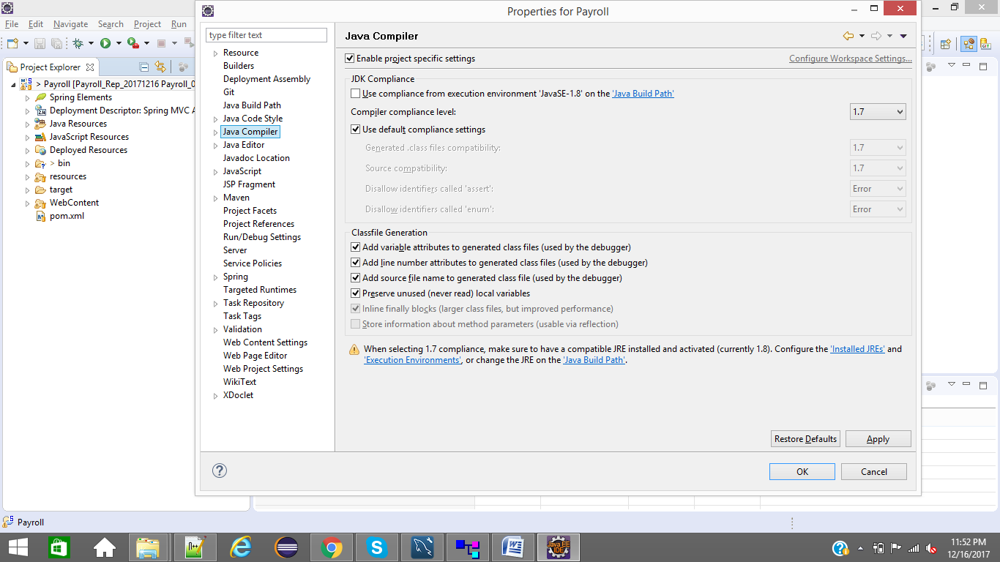 Properties for Payroll
File Edit Navigate Search Project Run
Project Explorer
> Payroll [Payroll_Rep_20171216 Payroll_0
Spring Elements
Deployment Descriptor: Spring MVC A
Java Resources
JavaScript Resources
Deployed Resources
> bin
resources
target
WebContent
pom.xml
type filter text
Resource
Builders
Deployment Assembly
Git
Java Build Path
Java Code Style
Java Compiler
Java Editor
Javadoc Location
JavaScript
JSP Fragment
Maven
Project Facets
Project References
Run/Debug Settings
Server
Service Policies
Spring
Targeted Runtimes
Task Repository
Task Tags
Validation
Web Content Settings
Web Page Editor
Web Project Settings
WikiText
XDoclet
Java Compiler
Enable project specific settings Configure Workspace Settings...
JDK Compliance
Use compliance from execution environment 'JavaSE-1.8' on the 'Java Build Path'
Compiler compliance level: 1.7
Use default compliance settings
Generated .class files compatibility: 1.7
Source compatibility: 1.7
Disallow identifiers called 'assert': Error
Disallow identifiers called 'enum': Error
Classfile Generation
Add variable attributes to generated class files (used by the debugger)
Add line number attributes to generated class files (used by the debugger)
Add source file name to generated class file (used by the debugger)
Preserve unused (never read) local variables
Inline finally blocks (larger class files, but improved performance)
Store information about method parameters (usable via reflection)
When selecting 1.7 compliance, make sure to have a compatible JRE installed and activated (currently 1.8). Configure the 'Installed JREs' and
'Execution Environments', or change the JRE on the 'Java Build Path'.
Restore Defaults Apply
OK Cancel
Payroll
Java EE
IDE
11:52 PM
12/16/2017